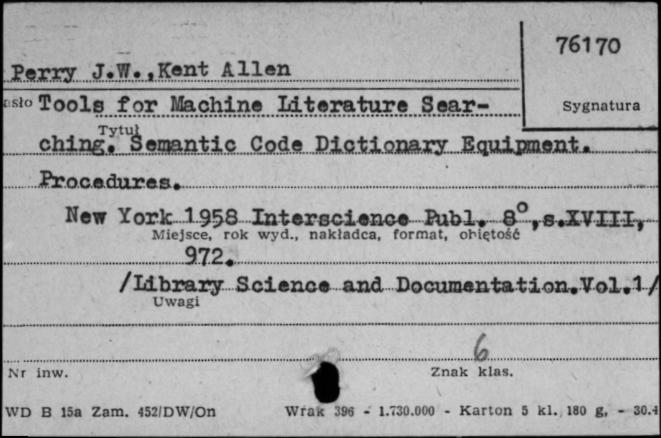 76170
Perry J.W.,Kent Allen
asło Tools for Machine Literature Sear-
Sygnatura
Tytuł
ching. Semantic Code Dictionary Equipment.
Procedures.
New York 1958 Interscience Publ. 8°,s.XVIII,
Miejsce, rok wyd., nakładca, format, objętość
972.
/Library Science and Documentation.Vol.1/
Uwagi
6
Nr inw.
Znak klas.
WD B 15a Zam. 452/DW/On Wrak 396 - 1.730.000 - Karton 5 kl. 180 g, - 30.4